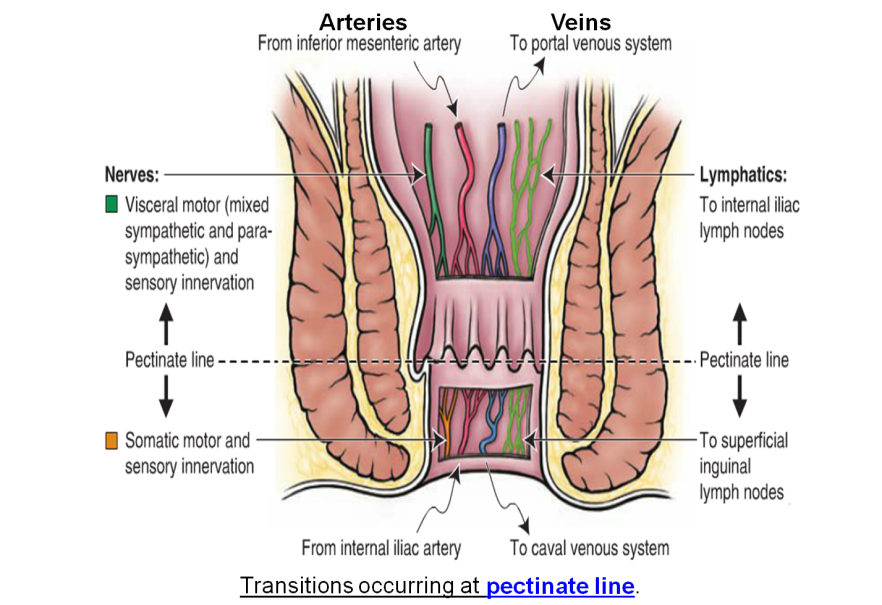 Arteries
Veins
From inferior mesenteric artery
To portal venous system
Nerves:
Visceral motor (mixed
sympathetic and para-
sympathetic) and
sensory innervation
Lymphatics:
To internal iliac
lymph nodes
Pectinate line
Pectinate line
Somatic motor and
sensory innervation
To superficial
inguinal
lymph nodes
From internal iliac artery
To caval venous system
Transitions occurring at pectinate line.